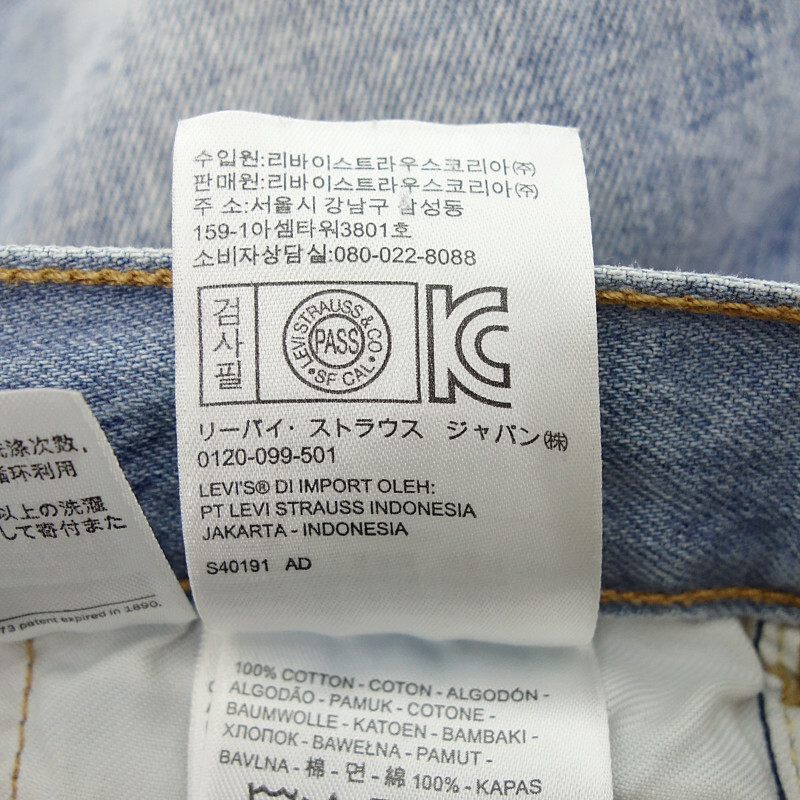 수입원:리바이스트라우스코리아(주)
판매원:리바이스트라우스코리아(주)
주 소:서울시 강남구 삼성동
159-1아셈타워3801호
소비자상담실:080-022-8088
검사필
LEVI STRAUSS & CO
PASS
SF CAL
KC
リーバイ・ストラウス ジャパン(株)
0120-099-501
LEVI'S® DI IMPORT OLEH:
PT LEVI STRAUSS INDONESIA
JAKARTA - INDONESIA
S40191 AD
洗涤次数,
循环利用
以上の洗濯
して寄付また
73 patent expired in 1890.
100% COTTON - COTON - ALGODÓN -
ALGODÃO - PAMUK - COTONE -
BAUMWOLLE - KATOEN - BAMBAKI -
ХЛОПОК - BAWEŁNA - PAMUT -
BAVLNA - 棉 - 면 - 綿 100% - KAPAS